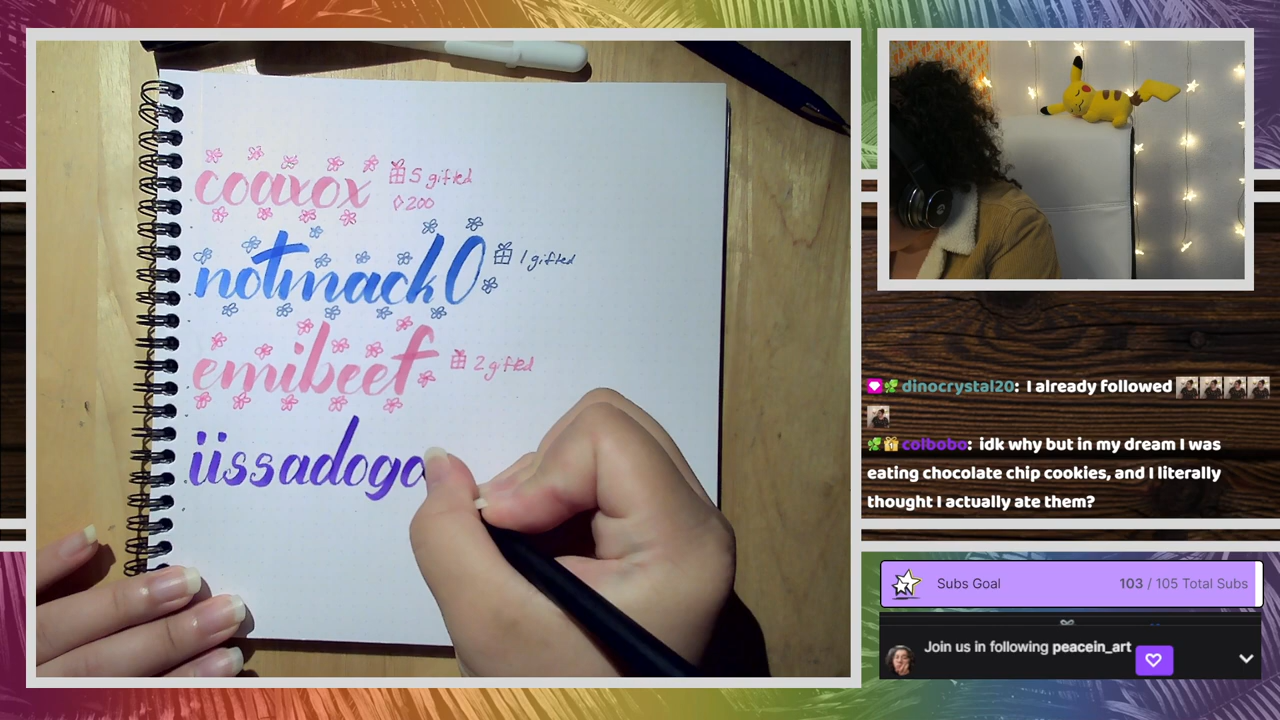 coaxox
5 gifted
200
notmack0
1 gifted
emibeef
2 gifted
iissadogo
dinocrystal20: I already followed
colbobo: idk why but in my dream I was
eating chocolate chip cookies, and I literally
thought I actually ate them?
Subs Goal 103 / 105 Total Subs
Join us in following peacein_art